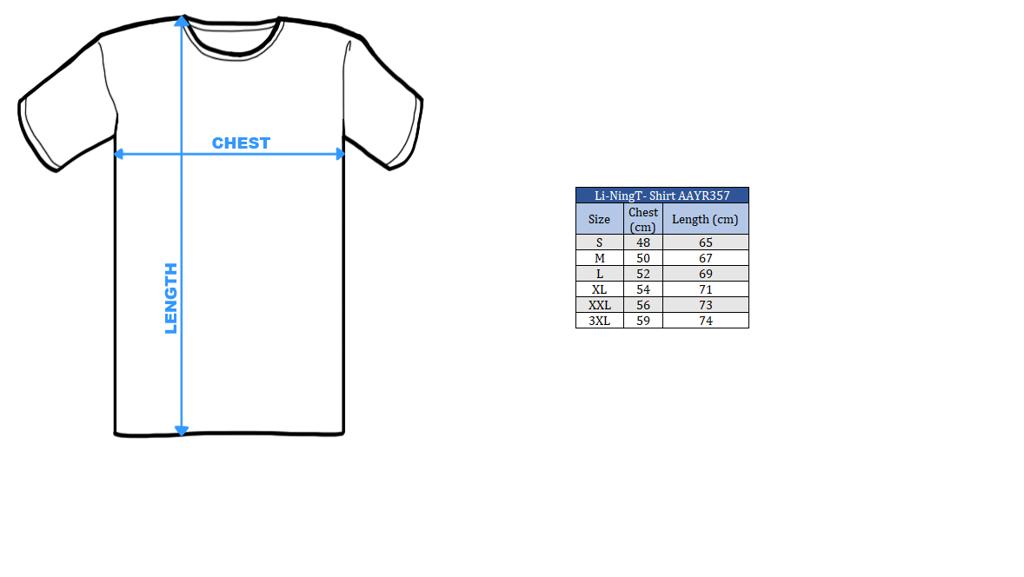 CHEST
LENGTH
Li-NingT- Shirt AAYR357
Size Chest (cm) Length (cm)
S 48 65
M 50 67
L 52 69
XL 54 71
XXL 56 73
3XL 59 74